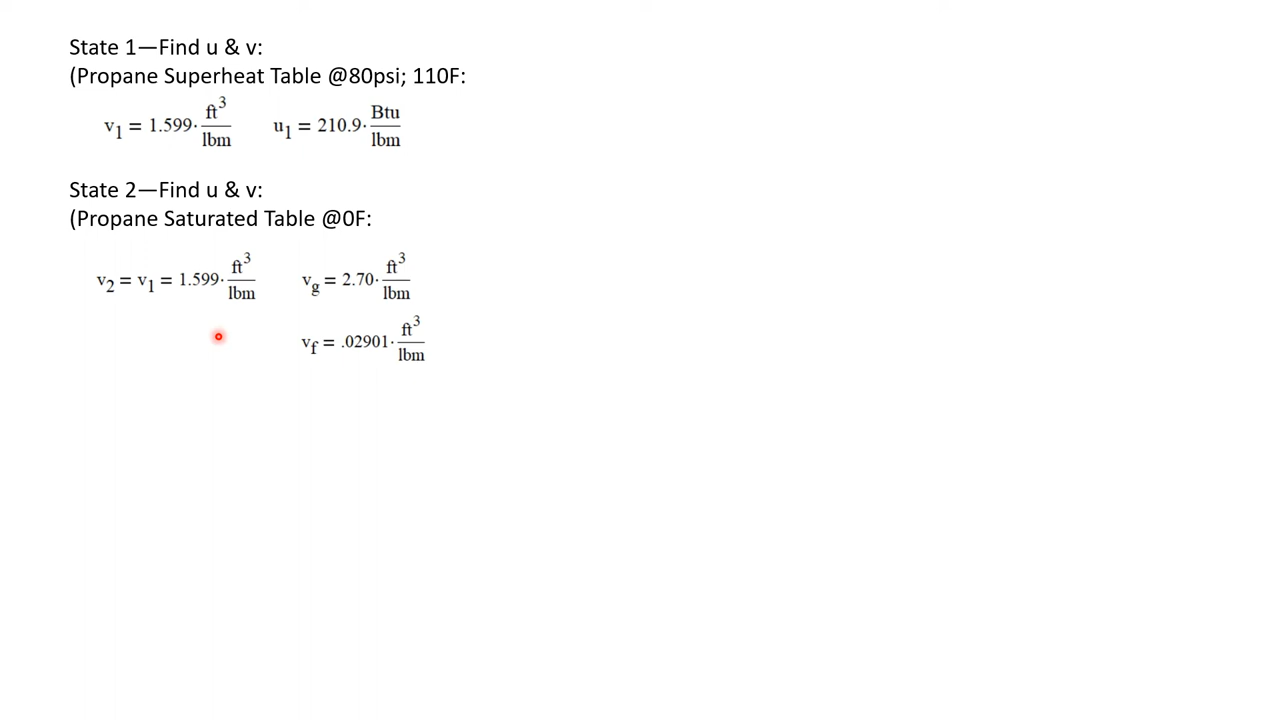 State 1—Find u & v:
(Propane Superheat Table @80psi; 110F:
v₁ = 1.599· ft³/lbm u₁ = 210.9· Btu/lbm
State 2—Find u & v:
(Propane Saturated Table @0F:
v₂ = v₁ = 1.599· ft³/lbm v_g = 2.70· ft³/lbm
v_f = .02901· ft³/lbm